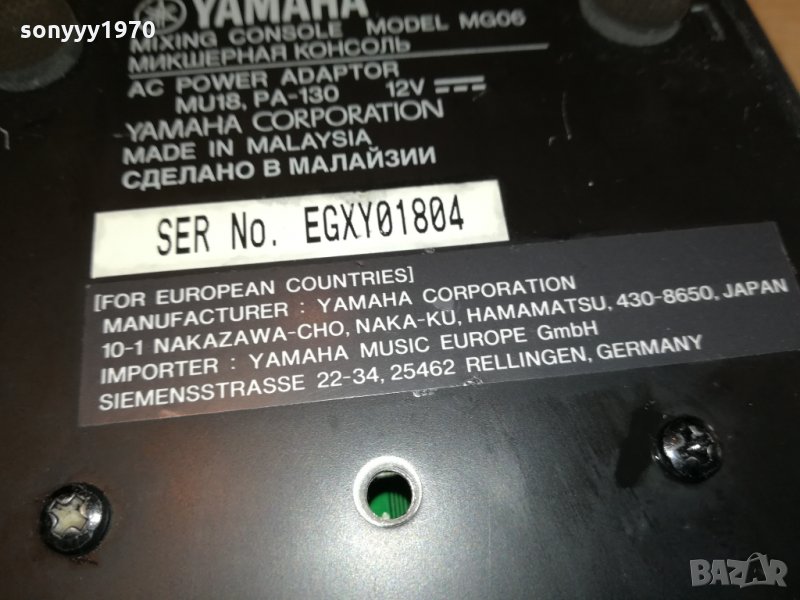 sonyyy1970
YAMAHA
MIXING CONSOLE MODEL MG06
МИКШЕРНАЯ КОНСОЛЬ
AC POWER ADAPTOR
MU18, PA-130 12V
YAMAHA CORPORATION
MADE IN MALAYSIA
СДЕЛАНО В МАЛАЙЗИИ
SER No. EGXY01804
[FOR EUROPEAN COUNTRIES]
MANUFACTURER : YAMAHA CORPORATION
10-1 NAKAZAWA-CHO, NAKA-KU, HAMAMATSU, 430-8650, JAPAN
IMPORTER : YAMAHA MUSIC EUROPE GmbH
SIEMENSSTRASSE 22-34, 25462 RELLINGEN, GERMANY
BAZAR